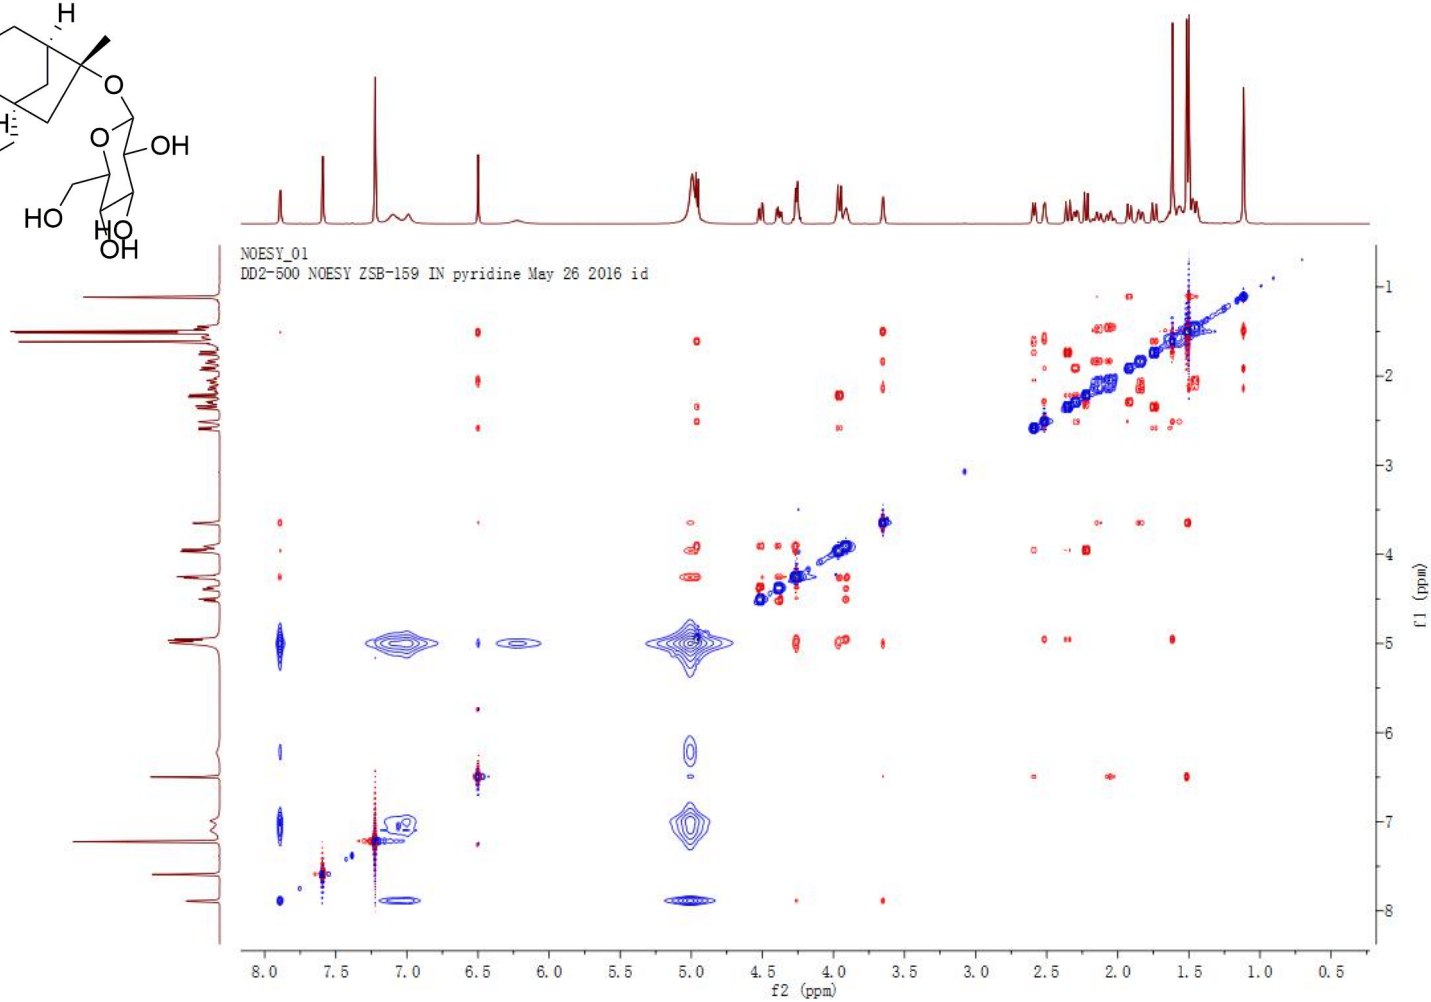 H
O
O
OH
H
HO
HO
OH
NOESY_01
DD2-500 NOESY ZSB-159 IN pyridine May 26 2016 id
1
2
3
4
5
6
7
8
f1 (ppm)
8.0 7.5 7.0 6.5 6.0 5.5 5.0 4.5 4.0 3.5 3.0 2.5 2.0 1.5 1.0 0.5
f2 (ppm)